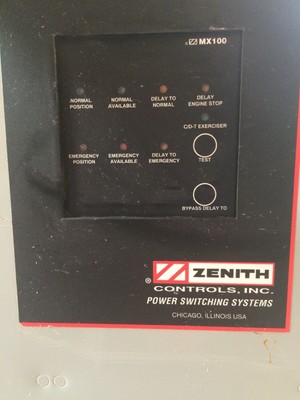 MX100
NORMAL
POSITION
NORMAL
AVAILABLE
DELAY TO
NORMAL
DELAY
ENGINE STOP
C/D-T EXERCISER
EMERGENCY
POSITION
EMERGENCY
AVAILABLE
DELAY TO
EMERGENCY
TEST
BYPASS DELAY TO
® ZENITH
CONTROLS, INC.
POWER SWITCHING SYSTEMS
CHICAGO, ILLINOIS USA